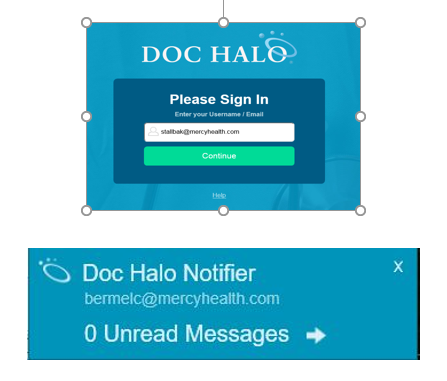 DOC HALO
Please Sign In
Enter your Username / Email
stallbak@mercyhealth.com
Continue
Help
Doc Halo Notifier X
bermelc@mercyhealth.com
0 Unread Messages